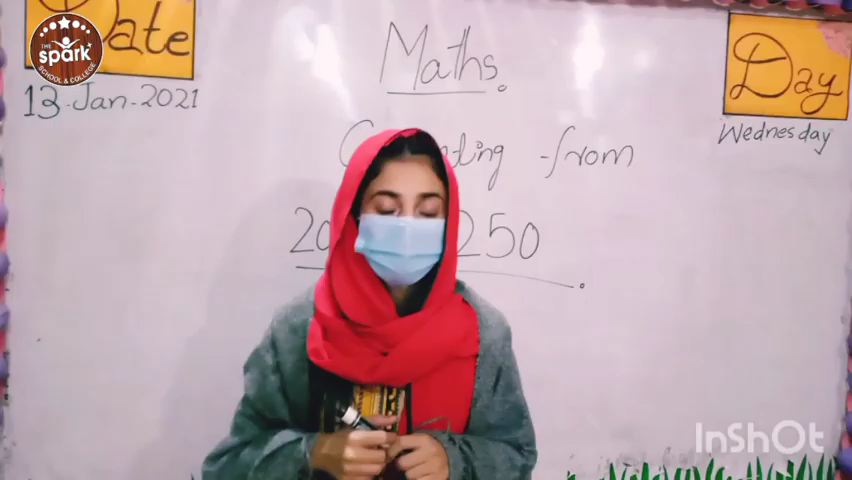 THE
spark
SCHOOL & COLLEGE
Date
13-Jan-2021
Maths.
from
250
Day
Wednesday
InShOt